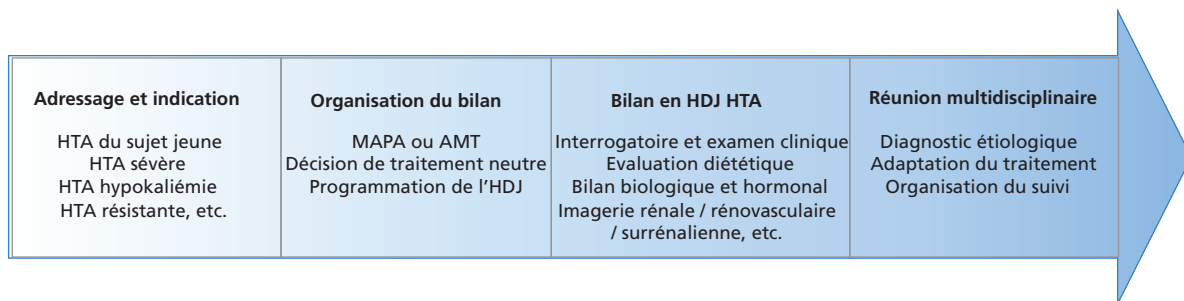 Adressage et indication
HTA du sujet jeune
HTA sévère
HTA hypokaliémie
HTA résistante, etc.
Organisation du bilan
MAPA ou AMT
Décision de traitement neutre
Programmation de l'HDJ
Bilan en HDJ HTA
Interrogatoire et examen clinique
Evaluation diététique
Bilan biologique et hormonal
Imagerie rénale / rénovasculaire
/ surrénalienne, etc.
Réunion multidisciplinaire
Diagnostic étiologique
Adaptation du traitement
Organisation du suivi